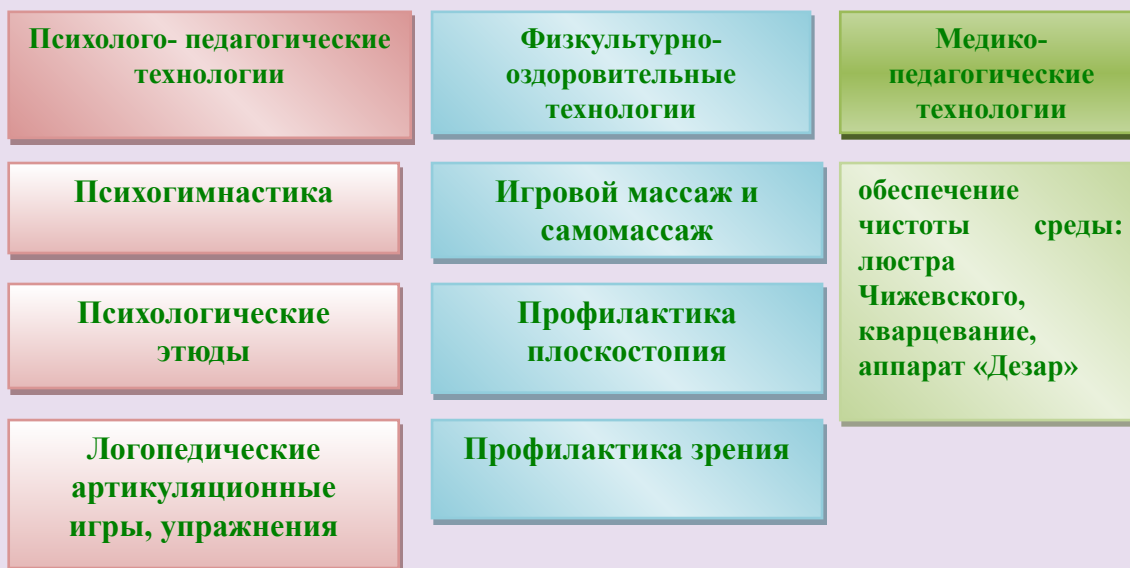 Психолого- педагогические
технологии
Физкультурно-
оздоровительные
технологии
Медико-
педагогические
технологии
Психогимнастика
Игровой массаж и
самомассаж
обеспечение
чистоты среды:
люстра
Чижевского,
кварцевание,
аппарат «Дезар»
Психологические
этюды
Профилактика
плоскостопия
Логопедические
артикуляционные
игры, упражнения
Профилактика зрения